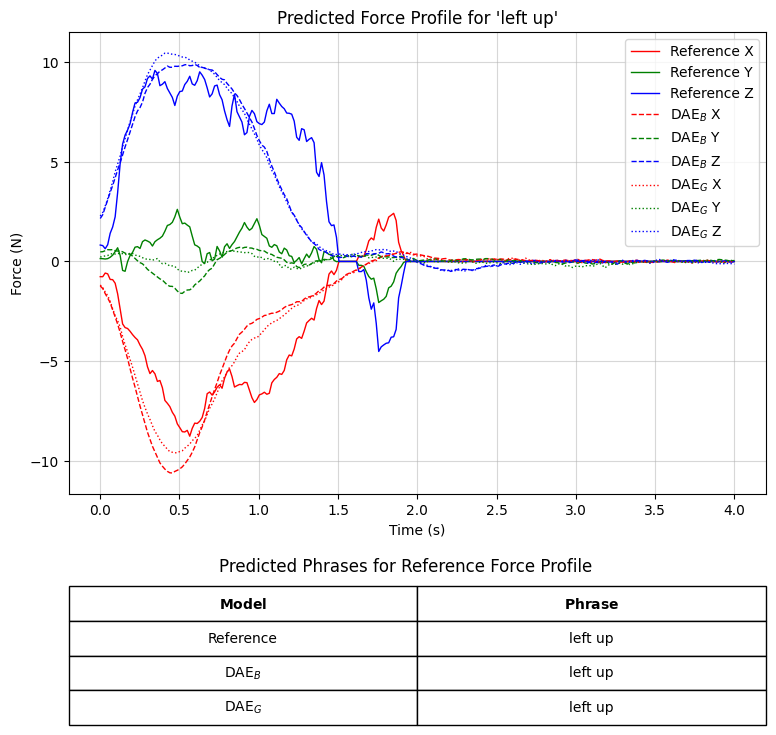 Predicted Force Profile for 'left up'
Force (N)
10
5
0
−5
−10
Reference X
Reference Y
Reference Z
DAE_B X
DAE_B Y
DAE_B Z
DAE_G X
DAE_G Y
DAE_G Z
0.0 0.5 1.0 1.5 2.0 2.5 3.0 3.5 4.0
Time (s)
Predicted Phrases for Reference Force Profile
Model Phrase
Reference left up
DAE_B left up
DAE_G left up